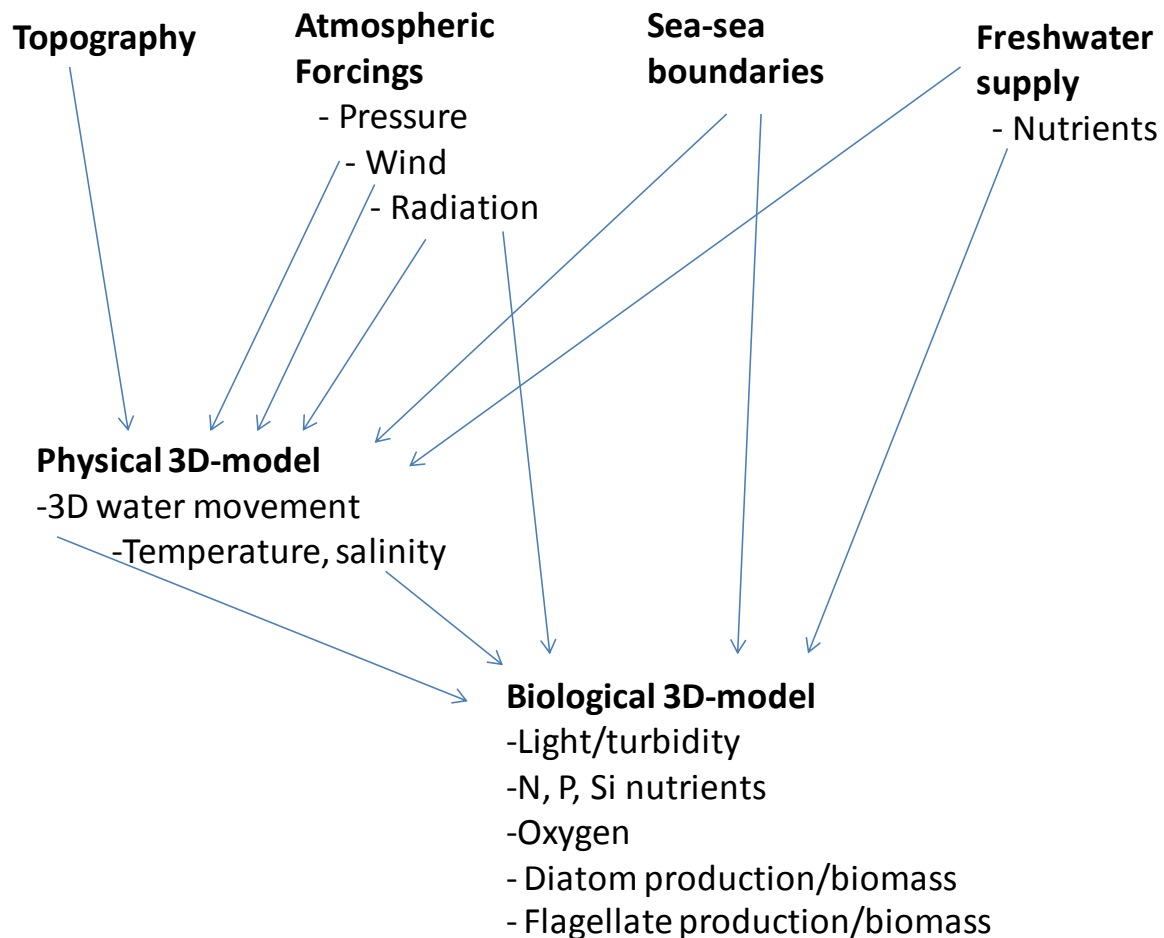 Topography
Atmospheric
Forcings
- Pressure
- Wind
- Radiation
Sea-sea
boundaries
Freshwater
supply
- Nutrients
Physical 3D-model
-3D water movement
-Temperature, salinity
Biological 3D-model
-Light/turbidity
-N, P, Si nutrients
-Oxygen
- Diatom production/biomass
- Flagellate production/biomass